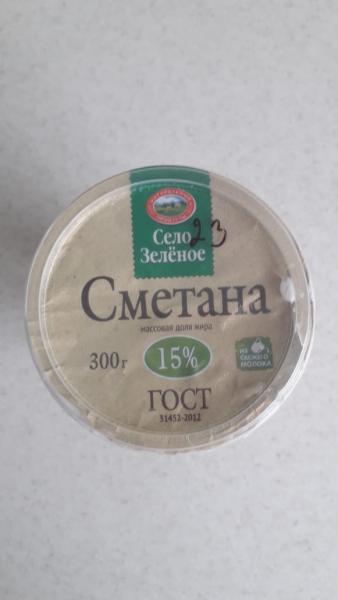 Село
Зелёное
23
Сметана
массовая доля жира
300г
15%
ИЗ
СВЕЖЕГО
МОЛОКА
ГОСТ
31452-2012